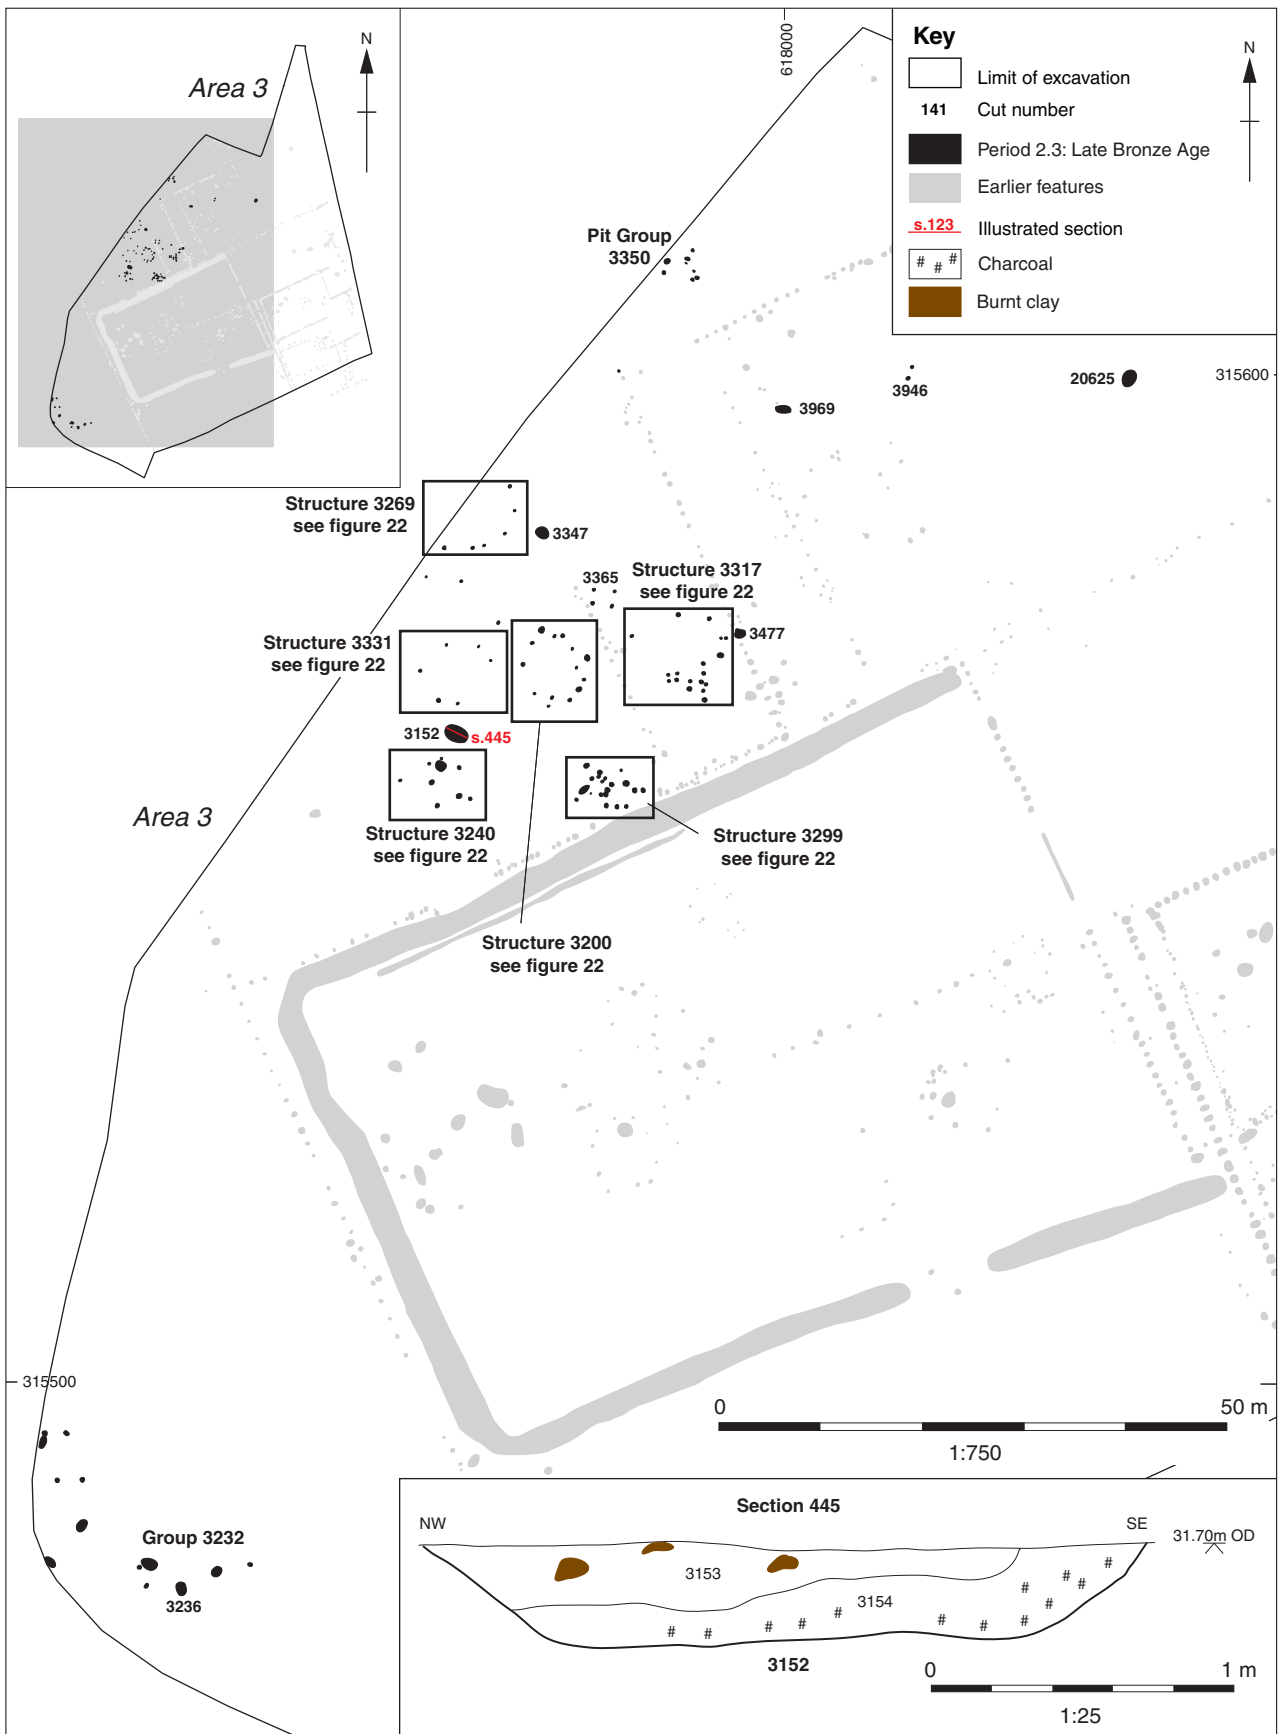 N
Area 3
618000
Key
N
Limit of excavation
141 Cut number
Period 2.3: Late Bronze Age
Earlier features
s.123 Illustrated section
# # # Charcoal
Burnt clay
Pit Group
3350
315600
20625
3946
3969
Structure 3269
see figure 22
3347
3365
Structure 3317
see figure 22
3477
Structure 3331
see figure 22
3152
s.445
Area 3
Structure 3240
see figure 22
Structure 3299
see figure 22
Structure 3200
see figure 22
315500
0 50 m
1:750
Group 3232
3236
Section 445
NW SE
31.70m OD
3153
3154
# # # # # # # # # # # # #
3152
0 1 m
1:25